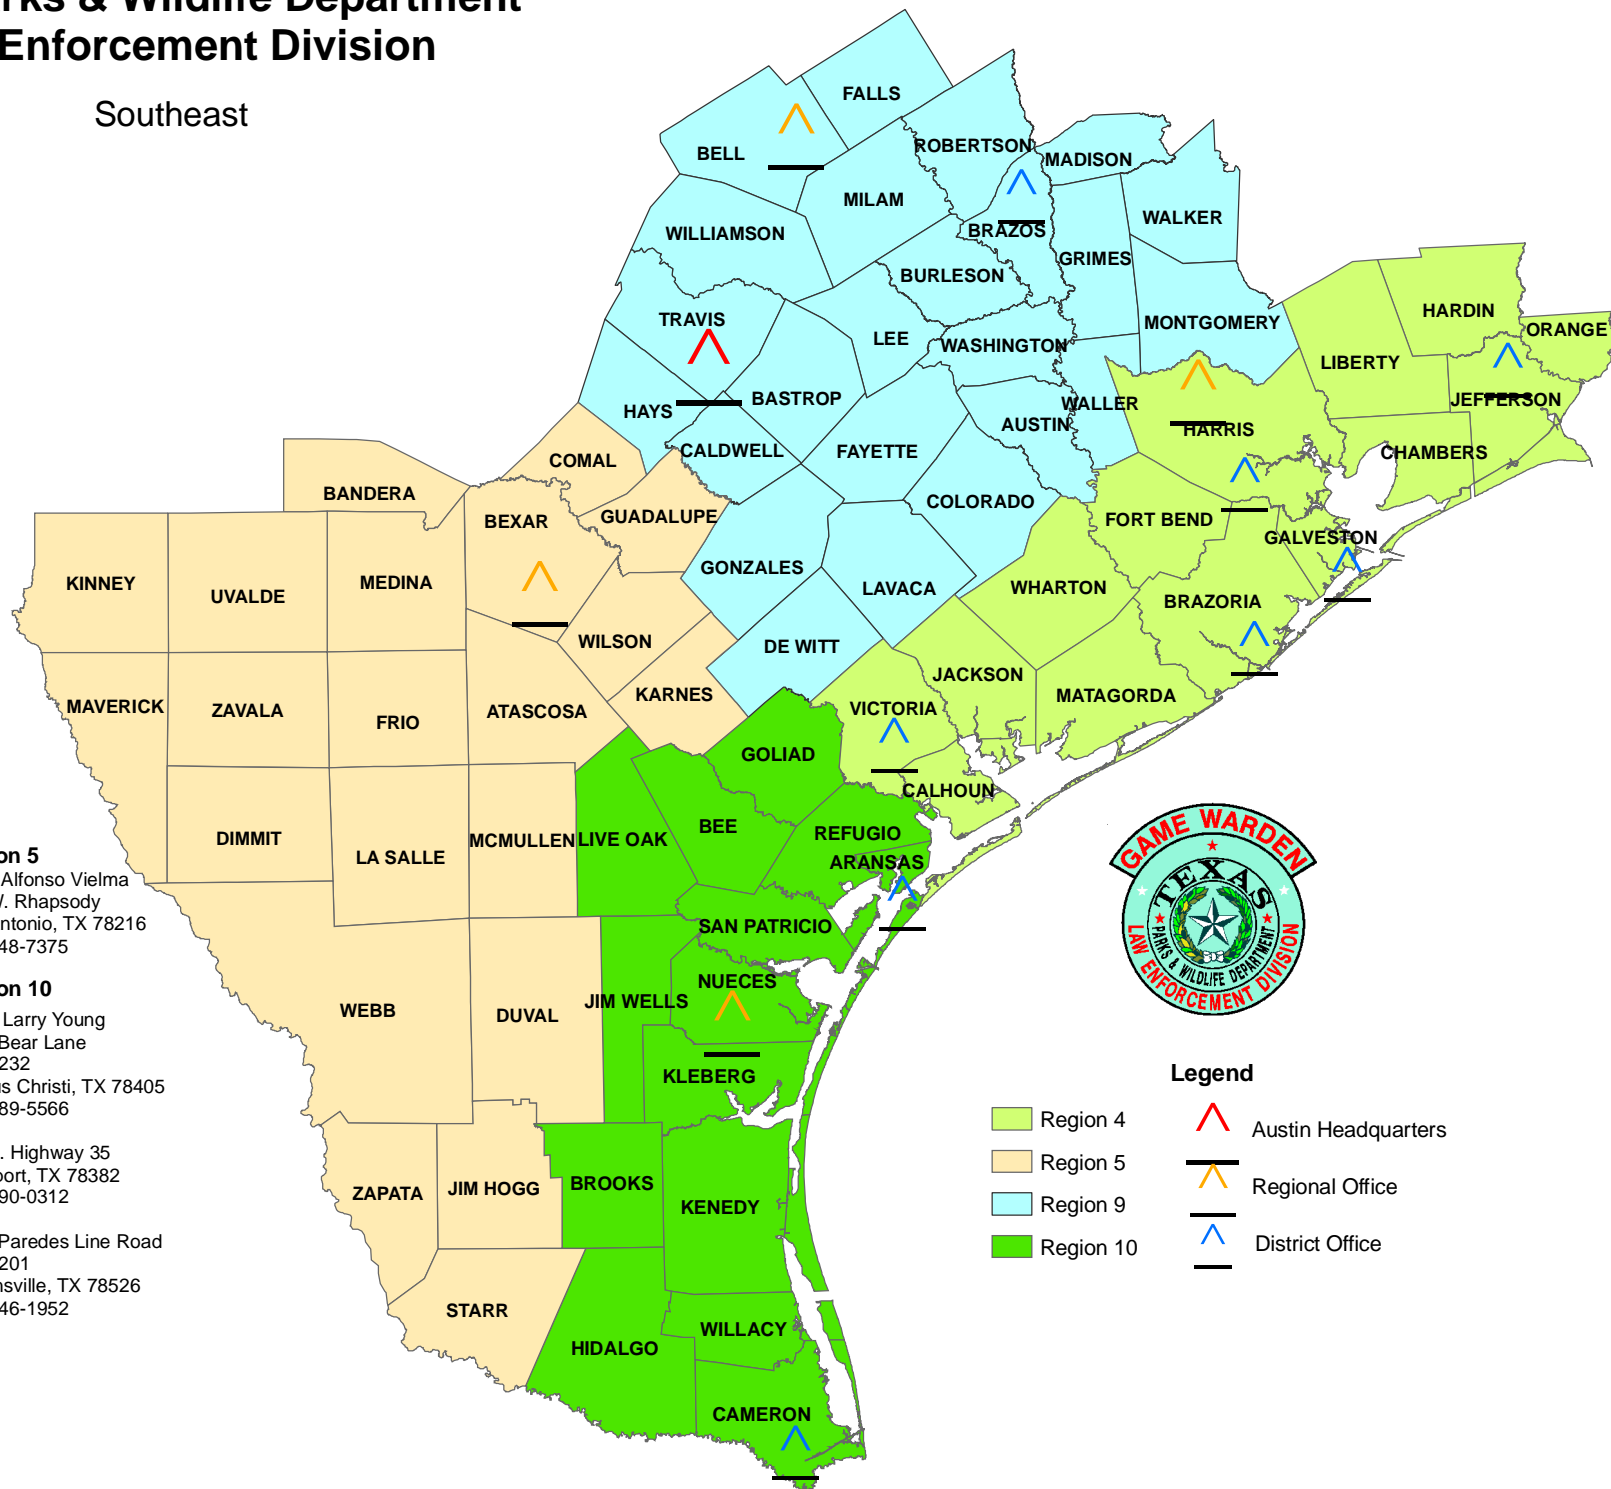 rks & Wildlife Department
Enforcement Division
Southeast
FALLS
BELL
ROBERTSON
MADISON
MILAM
WALKER
WILLIAMSON
BRAZOS
GRIMES
BURLESON
TRAVIS
LEE
WASHINGTON
MONTGOMERY
HARDIN
ORANGE
LIBERTY
HAYS
BASTROP
WALLER
JEFFERSON
AUSTIN
HARRIS
CALDWELL
FAYETTE
CHAMBERS
COMAL
BANDERA
COLORADO
BEXAR
GUADALUPE
FORT BEND
GALVESTON
KINNEY
UVALDE
MEDINA
GONZALES
LAVACA
WHARTON
BRAZORIA
WILSON
DE WITT
JACKSON
MATAGORDA
MAVERICK
ZAVALA
FRIO
ATASCOSA
KARNES
VICTORIA
GOLIAD
CALHOUN
DIMMIT
LA SALLE
MCMULLEN
LIVE OAK
BEE
REFUGIO
ARANSAS
SAN PATRICIO
NUECES
WEBB
DUVAL
JIM WELLS
KLEBERG
ZAPATA
JIM HOGG
BROOKS
KENEDY
STARR
HIDALGO
WILLACY
CAMERON
on 5
Alfonso Vielma
W. Rhapsody
ntonio, TX 78216
48-7375
on 10
Larry Young
Bear Lane
232
us Christi, TX 78405
89-5566
. Highway 35
port, TX 78382
90-0312
Paredes Line Road
201
nsville, TX 78526
46-1952
GAME WARDEN
TEXAS
PARKS & WILDLIFE DEPARTMENT
LAW ENFORCEMENT DIVISION
Legend
Region 4
Region 5
Region 9
Region 10
Austin Headquarters
Regional Office
District Office